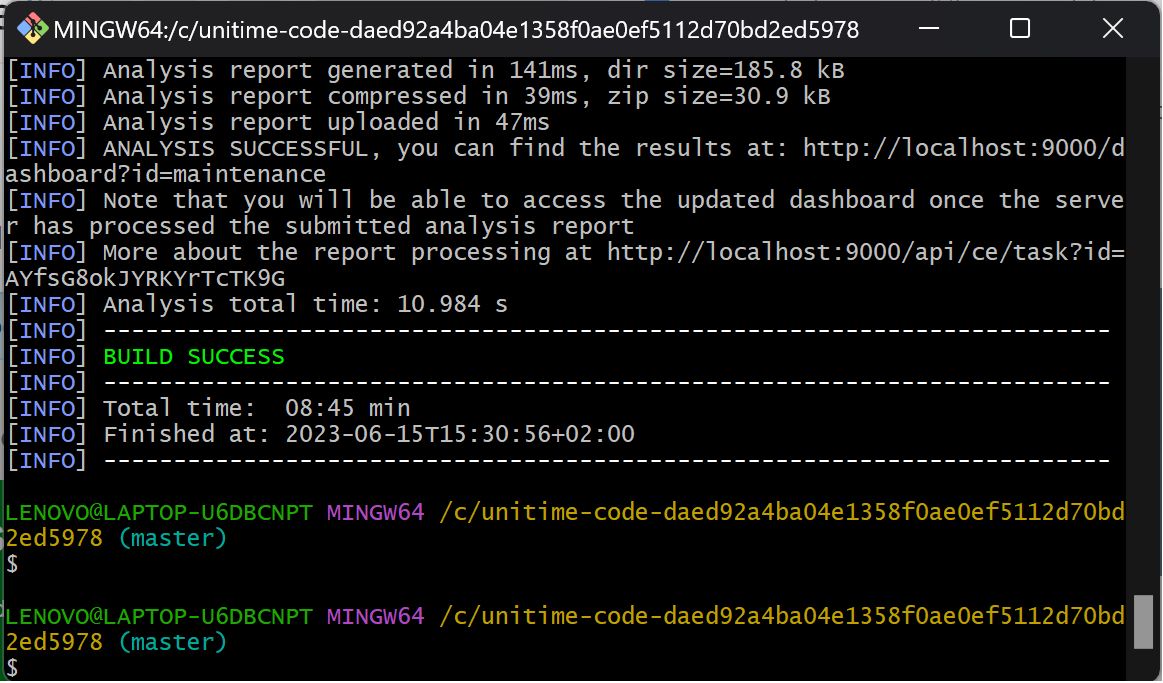 MINGW64:/c/unitime-code-daed92a4ba04e1358f0ae0ef5112d70bd2ed5978
[INFO] Analysis report generated in 141ms, dir size=185.8 kB
[INFO] Analysis report compressed in 39ms, zip size=30.9 kB
[INFO] Analysis report uploaded in 47ms
[INFO] ANALYSIS SUCCESSFUL, you can find the results at: http://localhost:9000/d
ashboard?id=maintenance
[INFO] Note that you will be able to access the updated dashboard once the serve
r has processed the submitted analysis report
[INFO] More about the report processing at http://localhost:9000/api/ce/task?id=
AYfsG8okJYRKYrTcTK9G
[INFO] Analysis total time: 10.984 s
[INFO] ------------------------------------------------------------------------
[INFO] BUILD SUCCESS
[INFO] ------------------------------------------------------------------------
[INFO] Total time:  08:45 min
[INFO] Finished at: 2023-06-15T15:30:56+02:00
[INFO] ------------------------------------------------------------------------
LENOVO@LAPTOP-U6DBCNPT MINGW64 /c/unitime-code-daed92a4ba04e1358f0ae0ef5112d70bd
2ed5978 (master)
$
LENOVO@LAPTOP-U6DBCNPT MINGW64 /c/unitime-code-daed92a4ba04e1358f0ae0ef5112d70bd
2ed5978 (master)
$